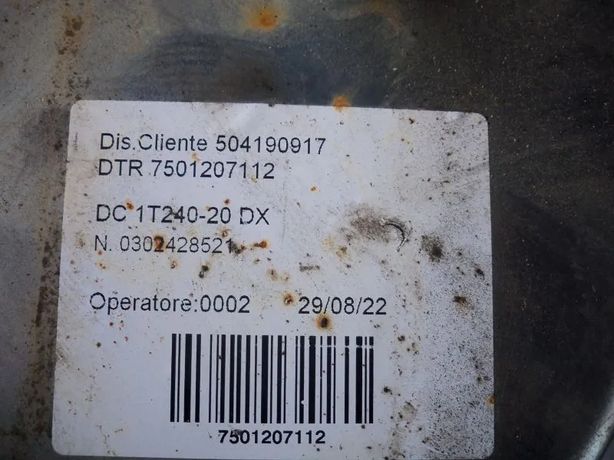 Dis.Cliente 504190917
DTR 7501207112
DC 1T240-20 DX
N. 0302428521
Operatore:0002 29/08/22
7501207112